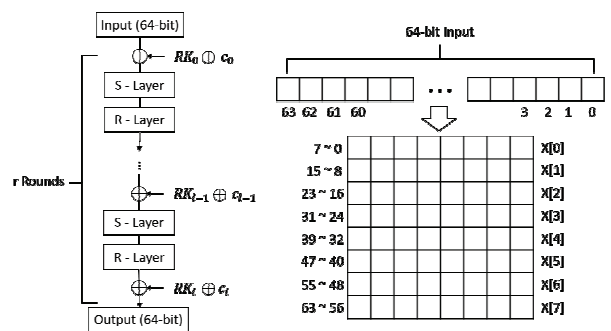 Input (64-bit)
RK₀ ⊕ c₀
S - Layer
R - Layer
r Rounds
RKᵢ₋₁ ⊕ cᵢ₋₁
S - Layer
R - Layer
RKᵢ ⊕ cᵢ
Output (64-bit)
64-bit Input
63 62 61 60 ... 3 2 1 0
7 ~ 0 X[0]
15 ~ 8 X[1]
23 ~ 16 X[2]
31 ~ 24 X[3]
39 ~ 32 X[4]
47 ~ 40 X[5]
55 ~ 48 X[6]
63 ~ 56 X[7]